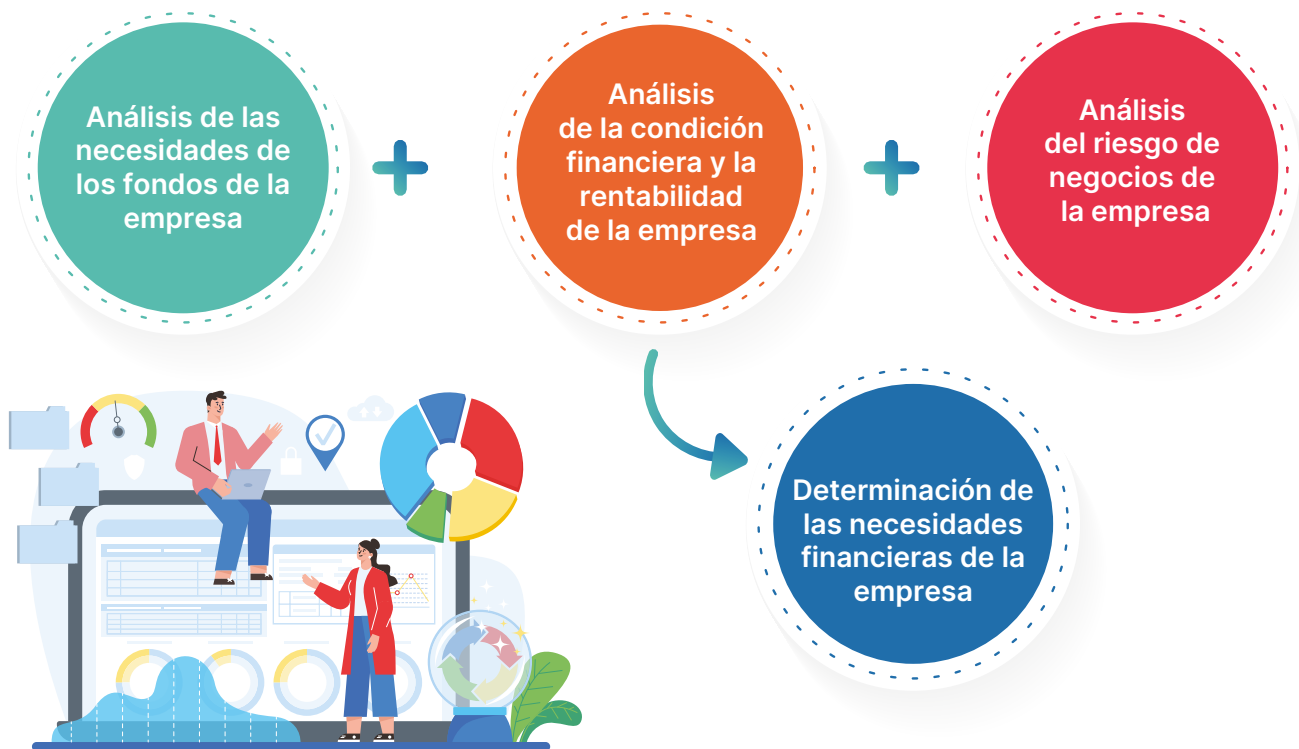 Análisis de las
necesidades de
los fondos de la
empresa
Análisis
de la condición
financiera y la
rentabilidad
de la empresa
Análisis
del riesgo de
negocios de
la empresa
Determinación de
las necesidades
financieras de la
empresa